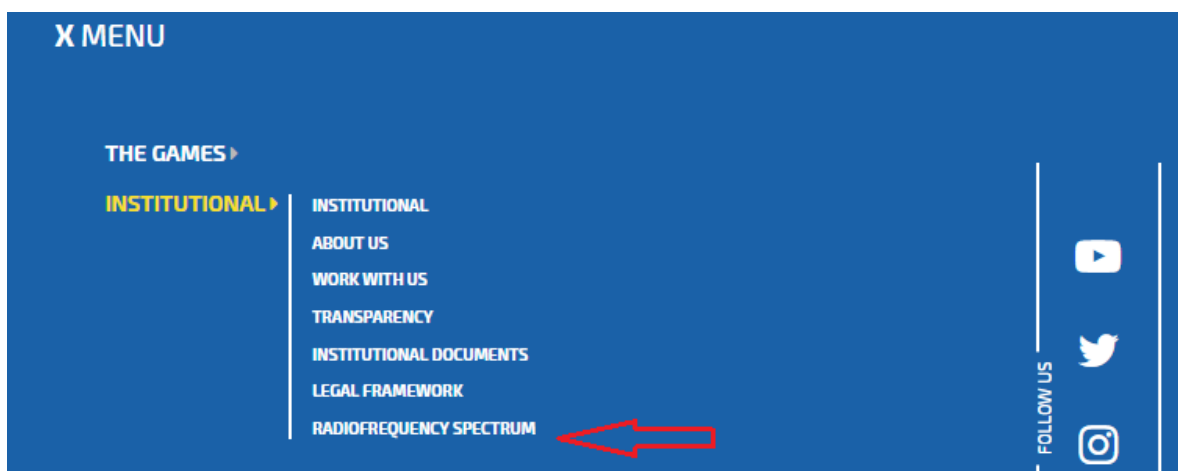 X MENU
THE GAMES
INSTITUTIONAL
INSTITUTIONAL
ABOUT US
WORK WITH US
TRANSPARENCY
INSTITUTIONAL DOCUMENTS
LEGAL FRAMEWORK
RADIOFREQUENCY SPECTRUM
FOLLOW US